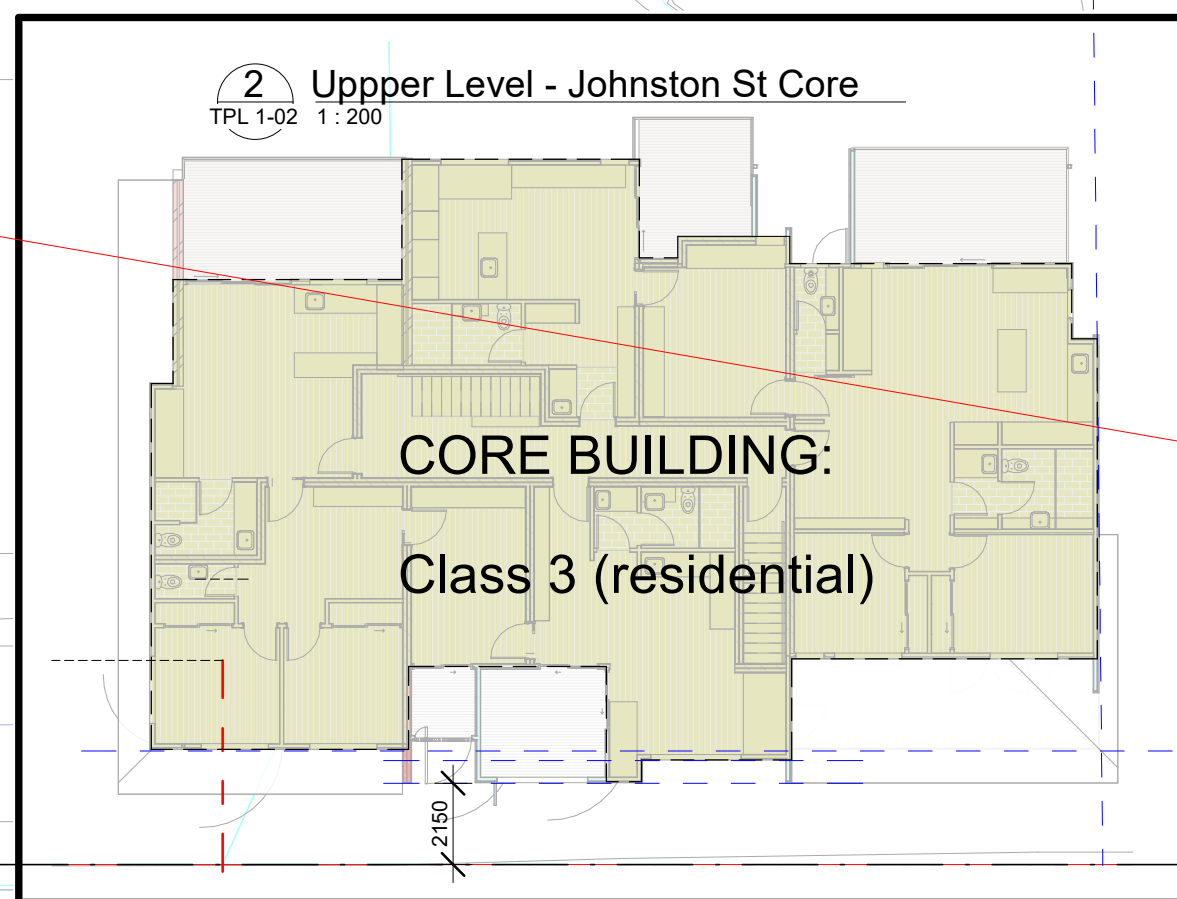 2
Uppper Level - Johnston St Core
TPL 1-02
1 : 200
CORE BUILDING:
Class 3 (residential)
2150